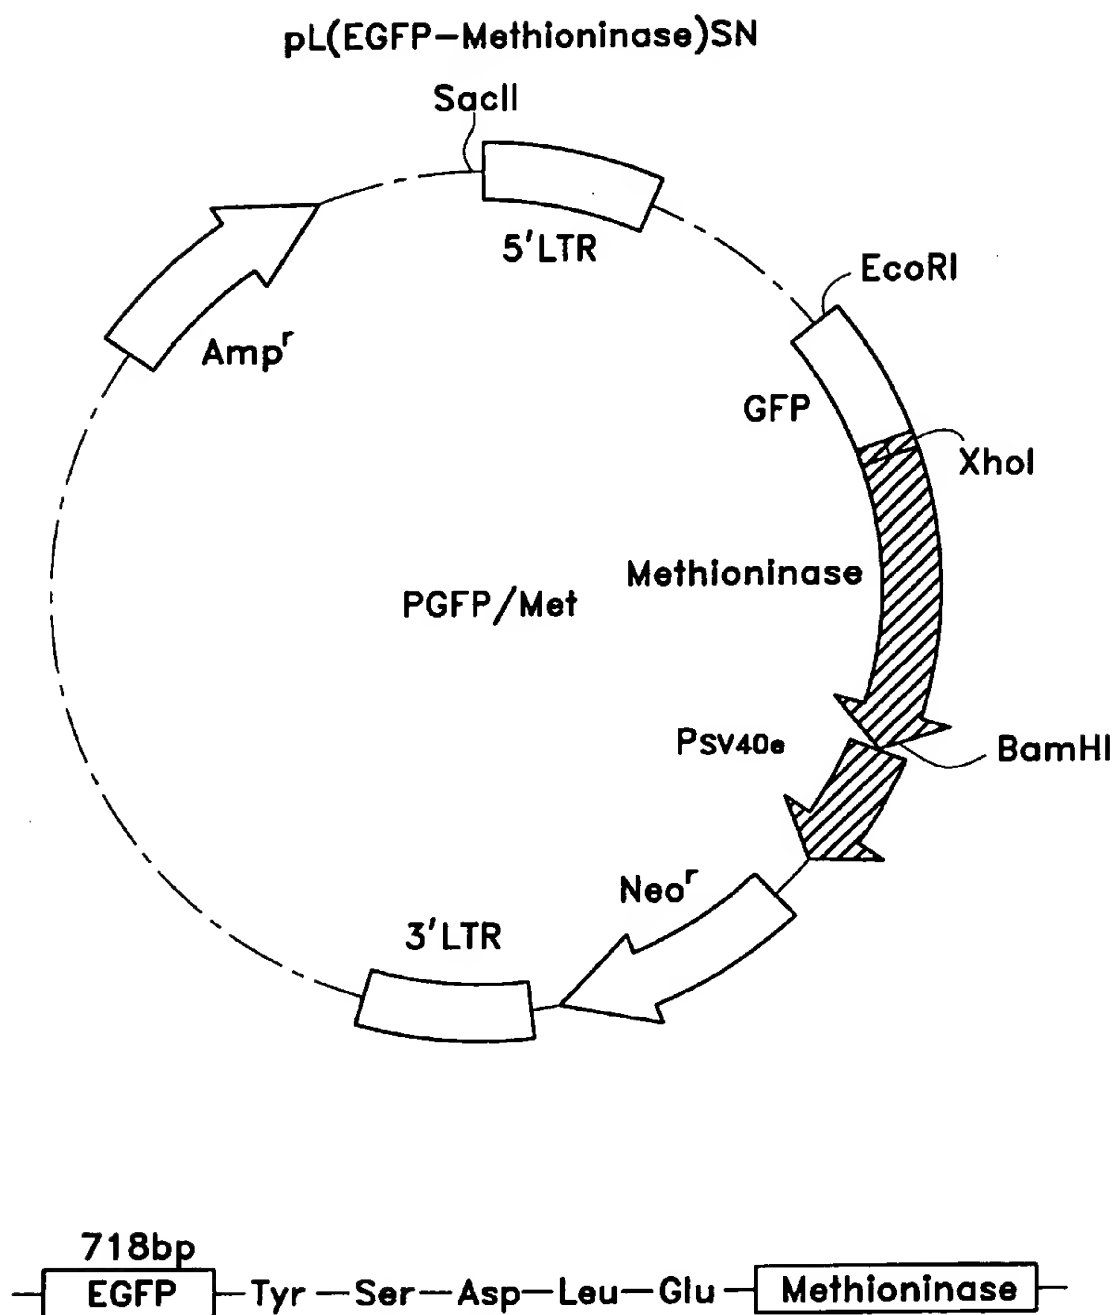 pL(EGFP-Methioninase)SN
SacII
5'LTR
EcoRI
Amp^r
GFP
XhoI
Methioninase
PGFP/Met
PSV40e
BamHI
Neo^r
3'LTR
718bp
EGFP-Tyr-Ser-Asp-Leu-Glu-Methioninase